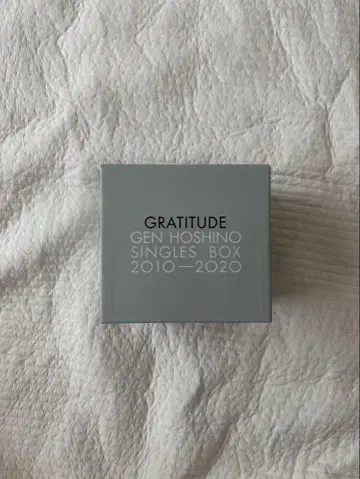 GRATITUDE
GEN HOSHINO
SINGLES BOX
2010—2020